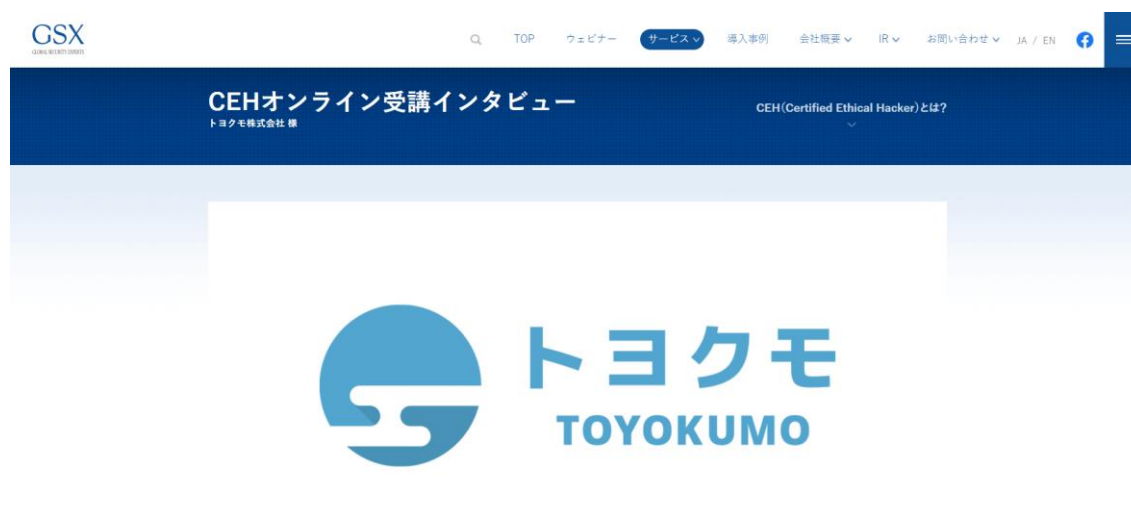 GSX
GLOBAL SECURITY EXPERTS
TOP ウェビナー サービス 導入事例 会社概要 IR お問い合わせ JA / EN
CEHオンライン受講インタビュー
トヨクモ株式会社 様
CEH(Certified Ethical Hacker)とは?
トヨクモ
TOYOKUMO